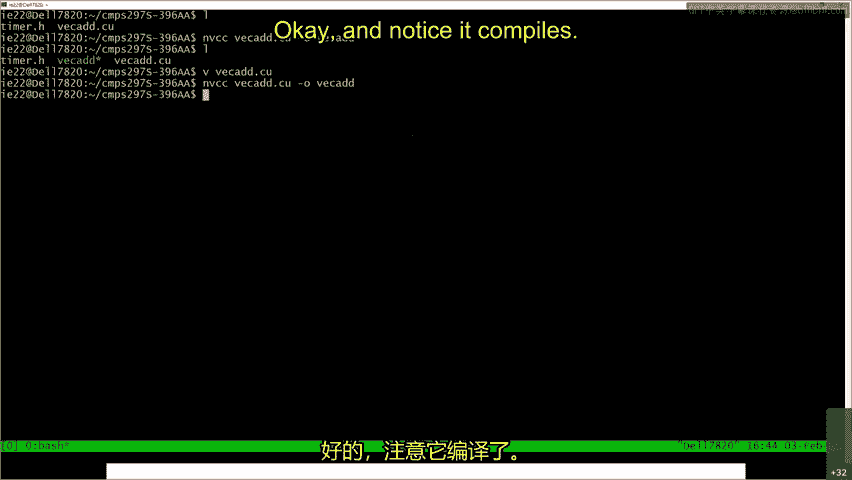 ie22@Dell7820:~/cmps297S-396AA$ l
timer.h vecadd.cu
ie22@Dell7820:~/cmps297S-396AA$ nvcc vecadd.cu -o vecadd
Okay, and notice it compiles.
ie22@Dell7820:~/cmps297S-396AA$ l
timer.h vecadd* vecadd.cu
ie22@Dell7820:~/cmps297S-396AA$ v vecadd.cu
ie22@Dell7820:~/cmps297S-396AA$ nvcc vecadd.cu -o vecadd
ie22@Dell7820:~/cmps297S-396AA$
[0] 0:bash* "Dell7820" 16:44 03-Feb
好的，注意它编译了。
+32